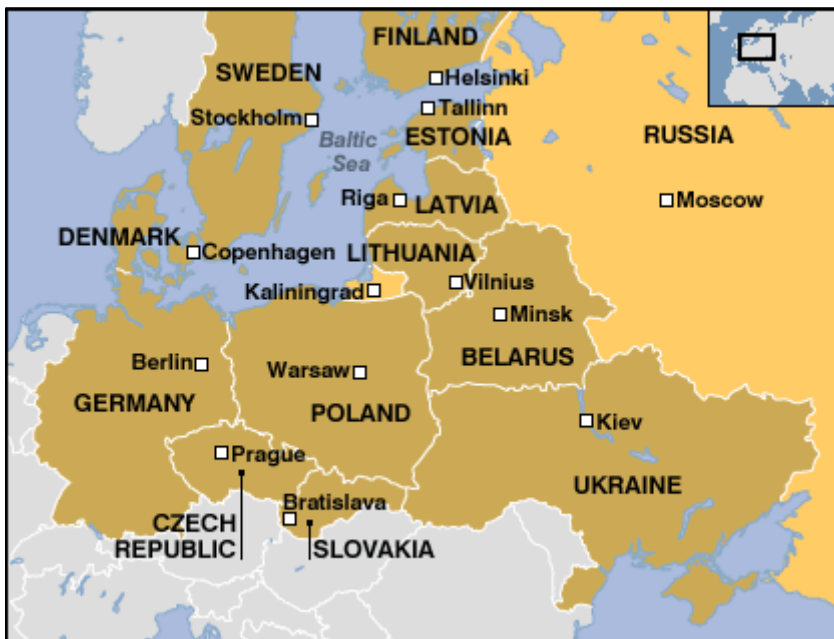 FINLAND
SWEDEN
Helsinki
Tallinn
Stockholm
Baltic
Sea
ESTONIA
RUSSIA
Riga
LATVIA
Moscow
DENMARK
Copenhagen
LITHUANIA
Kaliningrad
Vilnius
Minsk
BELARUS
Berlin
Warsaw
GERMANY
POLAND
Kiev
Prague
UKRAINE
Bratislava
CZECH
REPUBLIC
SLOVAKIA